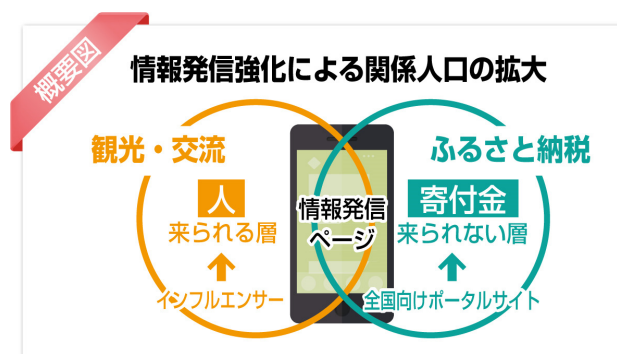 概要図
情報発信強化による関係人口の拡大
観光・交流
ふるさと納税
人
来られる層
インフルエンサー
情報発信
ページ
寄付金
来られない層
全国向けポータルサイト